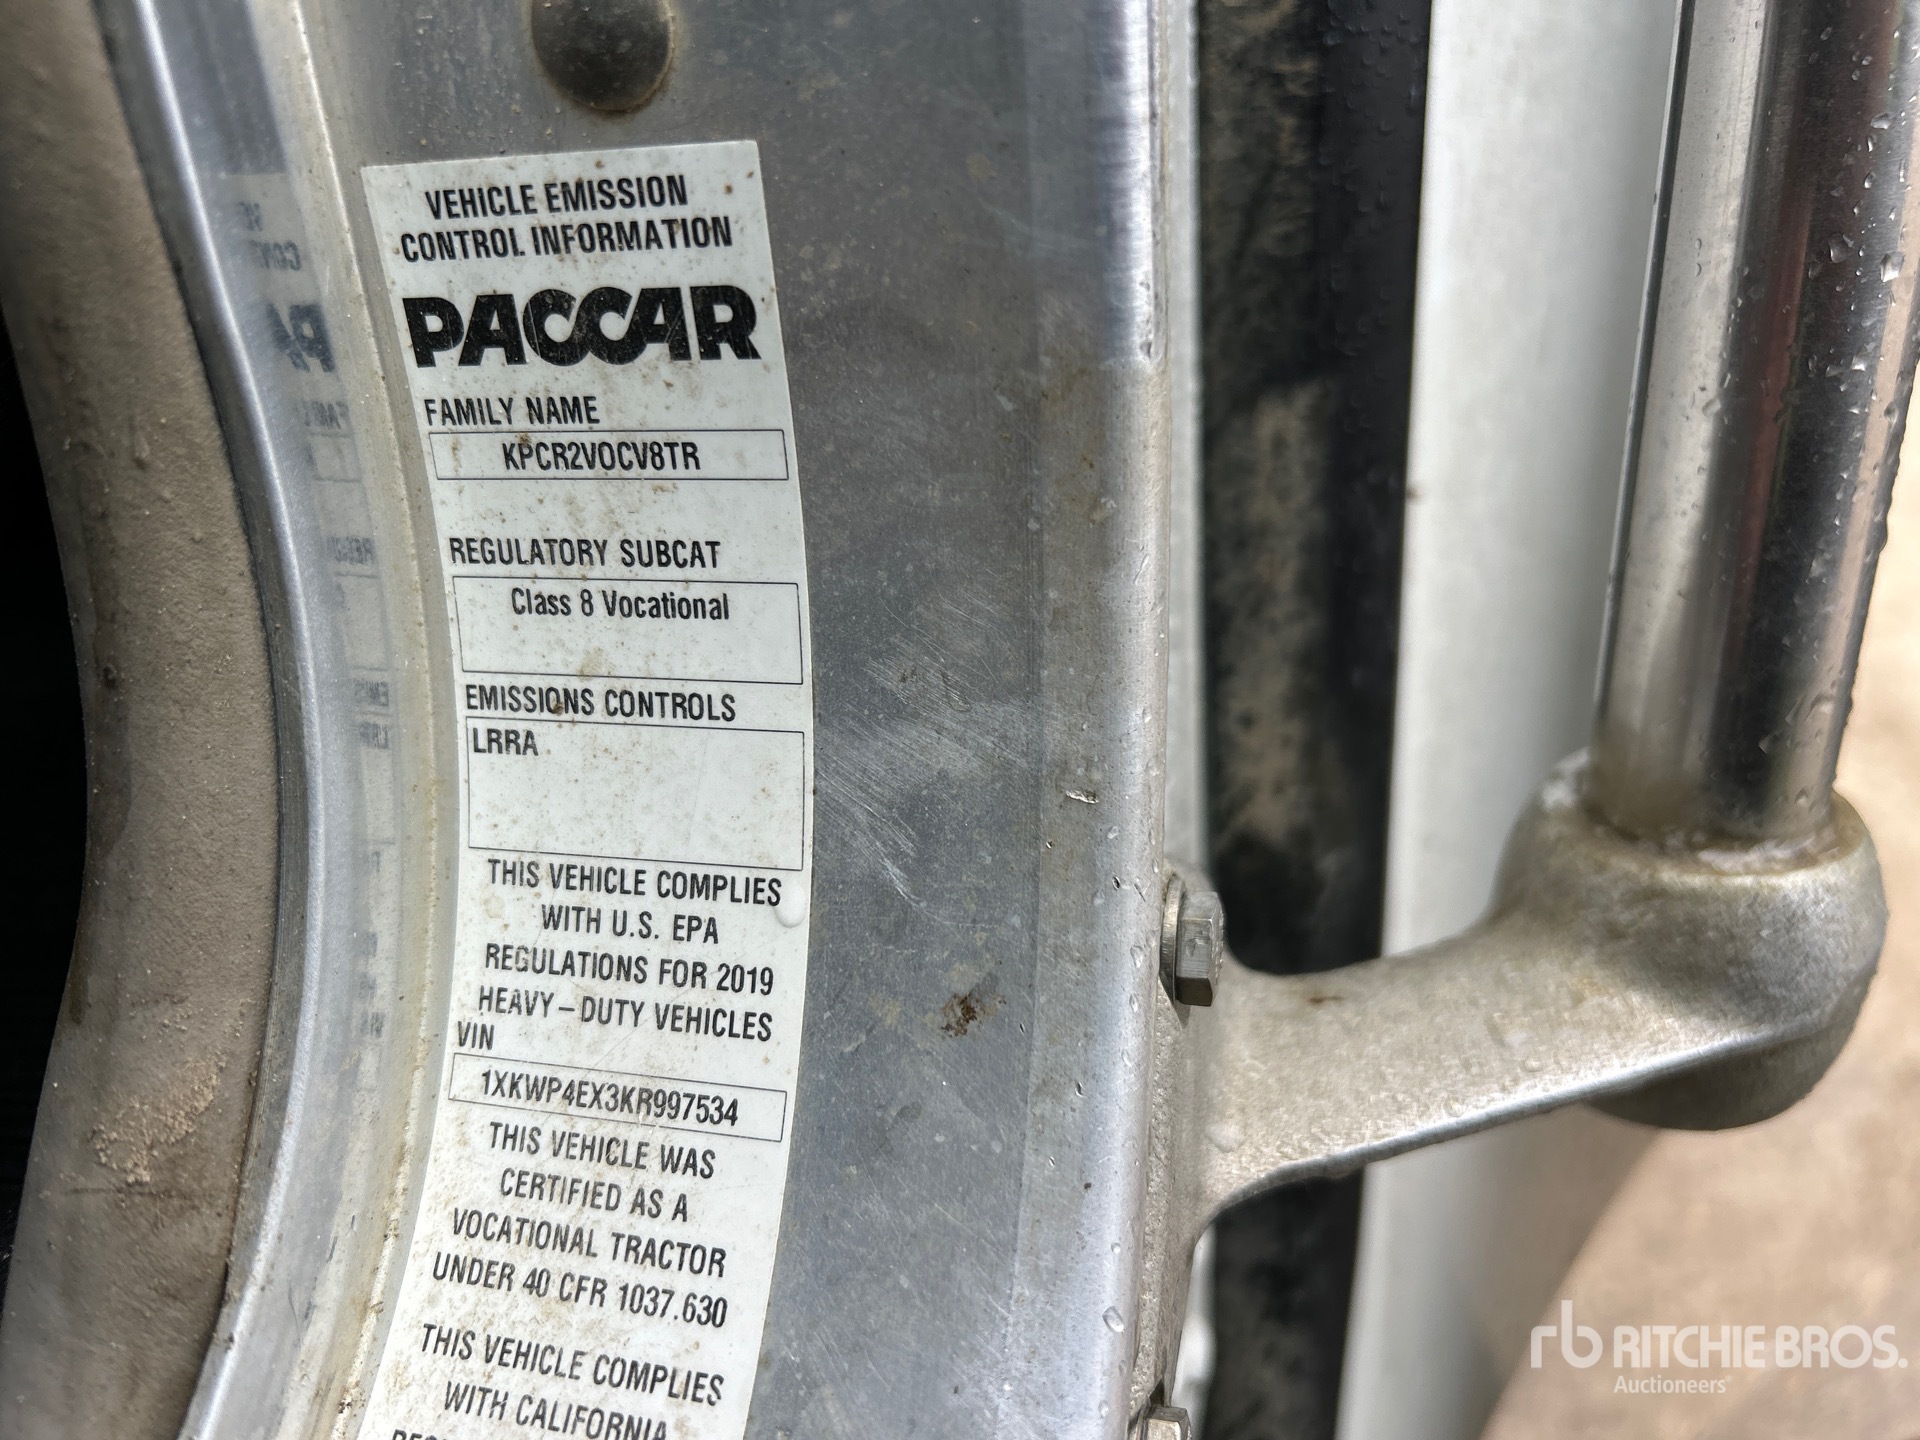 VEHICLE EMISSION
CONTROL INFORMATION
PACCAR
FAMILY NAME
KPCR2VOCV8TR
REGULATORY SUBCAT
Class 8 Vocational
EMISSIONS CONTROLS
LRRA
THIS VEHICLE COMPLIES
WITH U.S. EPA
REGULATIONS FOR 2019
HEAVY-DUTY VEHICLES
VIN
1XKWP4EX3KR997534
THIS VEHICLE WAS
CERTIFIED AS A
VOCATIONAL TRACTOR
UNDER 40 CFR 1037.630
THIS VEHICLE COMPLIES
WITH CALIFORNIA
rb RITCHIE BROS.
Auctioneers